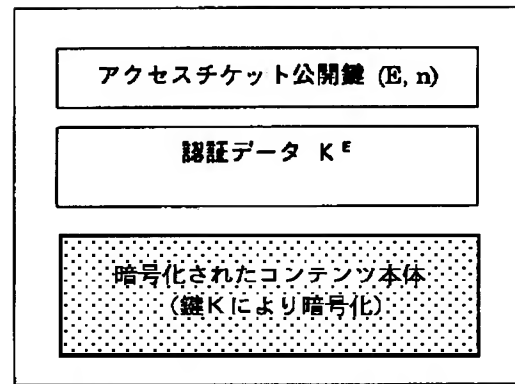 アクセスチケット公開鍵 (E, n)
認証データ K^E
暗号化されたコンテンツ本体
(鍵Kにより暗号化)